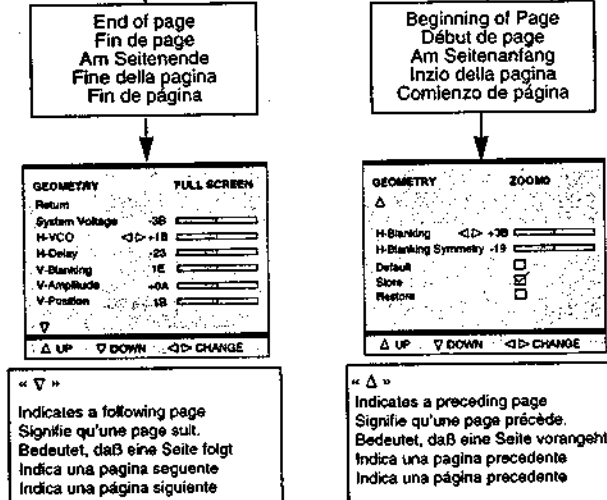 End of page
Fin de page
Am Seitenende
Fine della pagina
Fin de página
GEOMETRY FULL SCREEN
Return
System Voltage -3B
H-VCO ◁▷ +1B
H-Delay -23
V-Blanking 1E
V-Amplitude +0A
V-Position 1B
▽
△ UP ▽ DOWN ◁▷ CHANGE
« ▽ »
Indicates a following page
Signifie qu'une page suit.
Bedeutet, daß eine Seite folgt
Indica una pagina seguente
Indica una página siguiente
Beginning of Page
Début de page
Am Seitenanfang
Inzio della pagina
Comienzo de página
GEOMETRY ZOOM0
△
H-Blanking ◁▷ +3B
H-Blanking Symmetry -19
Default
Store
Restore
△ UP ▽ DOWN ◁▷ CHANGE
« △ »
Indicates a preceding page
Signifie qu'une page précède.
Bedeutet, daß eine Seite vorangeht
Indica una pagina precedente
Indica una página precedente